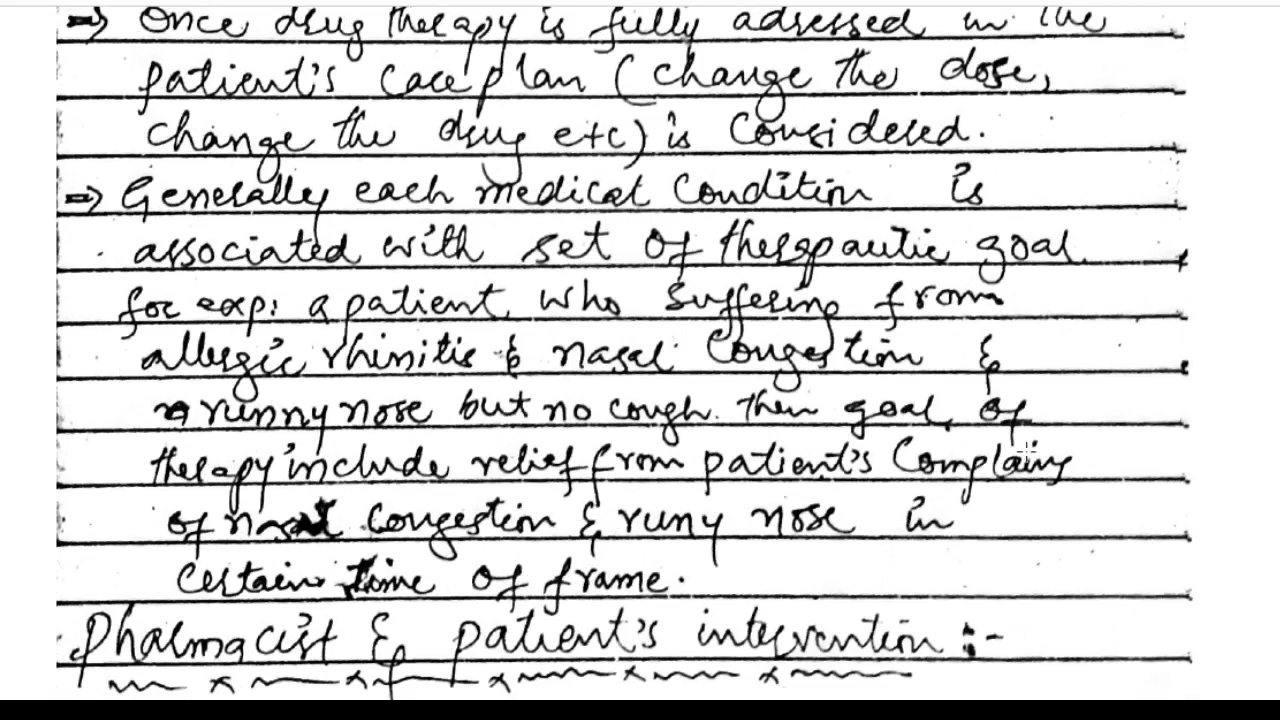 ⇒ Once drug therapy is fully adressed in the
patient's care plan (change the dose,
change the drug etc) is Considered.
⇒ Generally each medical Condition is
associated with set of therapautic goal
for exp: a patient who suffering from
allergic rhinitis & nasal Congestion &
runny nose but no cough. Then goal of
therapy include relief from patient's Complains
of nasal Congestion & runy nose in
certain time of frame.
Pharmacist & patient's intervention :-